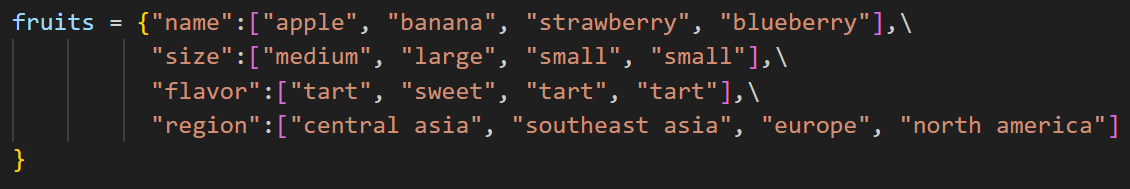 fruits = {"name":["apple", "banana", "strawberry", "blueberry"],\
"size":["medium", "large", "small", "small"],\
"flavor":["tart", "sweet", "tart", "tart"],\
"region":["central asia", "southeast asia", "europe", "north america"]
}